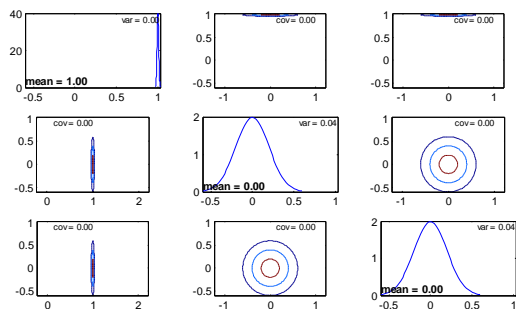 40
20
0
var = 0.00
mean = 1.00
-0.5 0 0.5 1
1
0.5
0
-0.5
cov= 0.00
-1 0 1
1
0.5
0
-0.5
cov= 0.00
-1 0 1
1
0.5
0
-0.5
cov= 0.00
0 1 2
2
1
0
var = 0.04
mean = 0.00
-0.5 0 0.5 1
1
0.5
0
-0.5
cov= 0.00
-1 0 1
1
0.5
0
-0.5
cov= 0.00
0 1 2
1
0.5
0
-0.5
cov= 0.00
-1 0 1
2
1
0
var = 0.04
mean = 0.00
-0.5 0 0.5 1